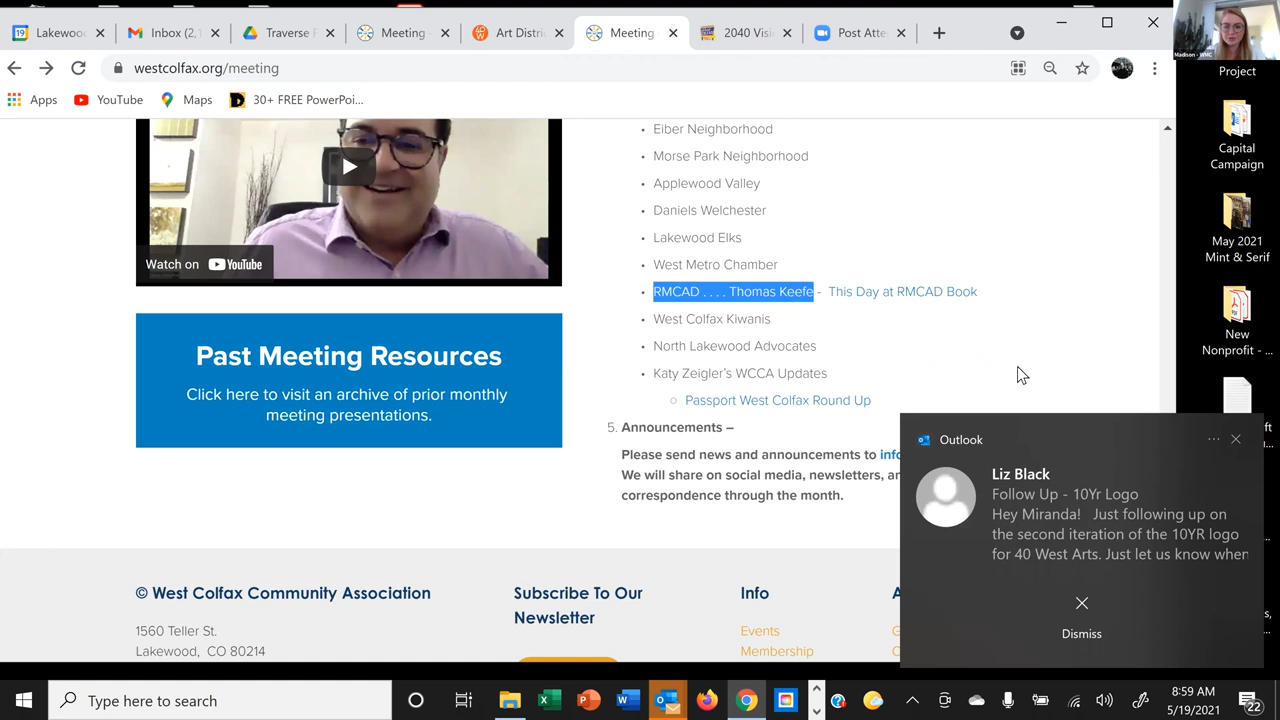 Lakewoo
Inbox (2,1
Traverse F
Meeting
Art Distr
Meeting
2040 Visi
Post Atte
Madison - WMC
westcolfax.org/meeting
Project
Apps
YouTube
Maps
30+ FREE PowerPoi...
Capital
Campaign
May 2021
Mint & Serif
New
Nonprofit - ...
Watch on YouTube
Past Meeting Resources
Click here to visit an archive of prior monthly
meeting presentations.
• Eiber Neighborhood
• Morse Park Neighborhood
• Applewood Valley
• Daniels Welchester
• Lakewood Elks
• West Metro Chamber
• RMCAD . . . . Thomas Keefe - This Day at RMCAD Book
• West Colfax Kiwanis
• North Lakewood Advocates
• Katy Zeigler's WCCA Updates
○ Passport West Colfax Round Up
5. Announcements –
Please send news and announcements to info
We will share on social media, newsletters, an
correspondence through the month.
Outlook
Liz Black
Follow Up - 10Yr Logo
Hey Miranda! Just following up on
the second iteration of the 10YR logo
for 40 West Arts. Just let us know when
Dismiss
© West Colfax Community Association
1560 Teller St.
Lakewood, CO 80214
Subscribe To Our
Newsletter
Info
Events
Membership
Type here to search
8:59 AM
5/19/2021
22